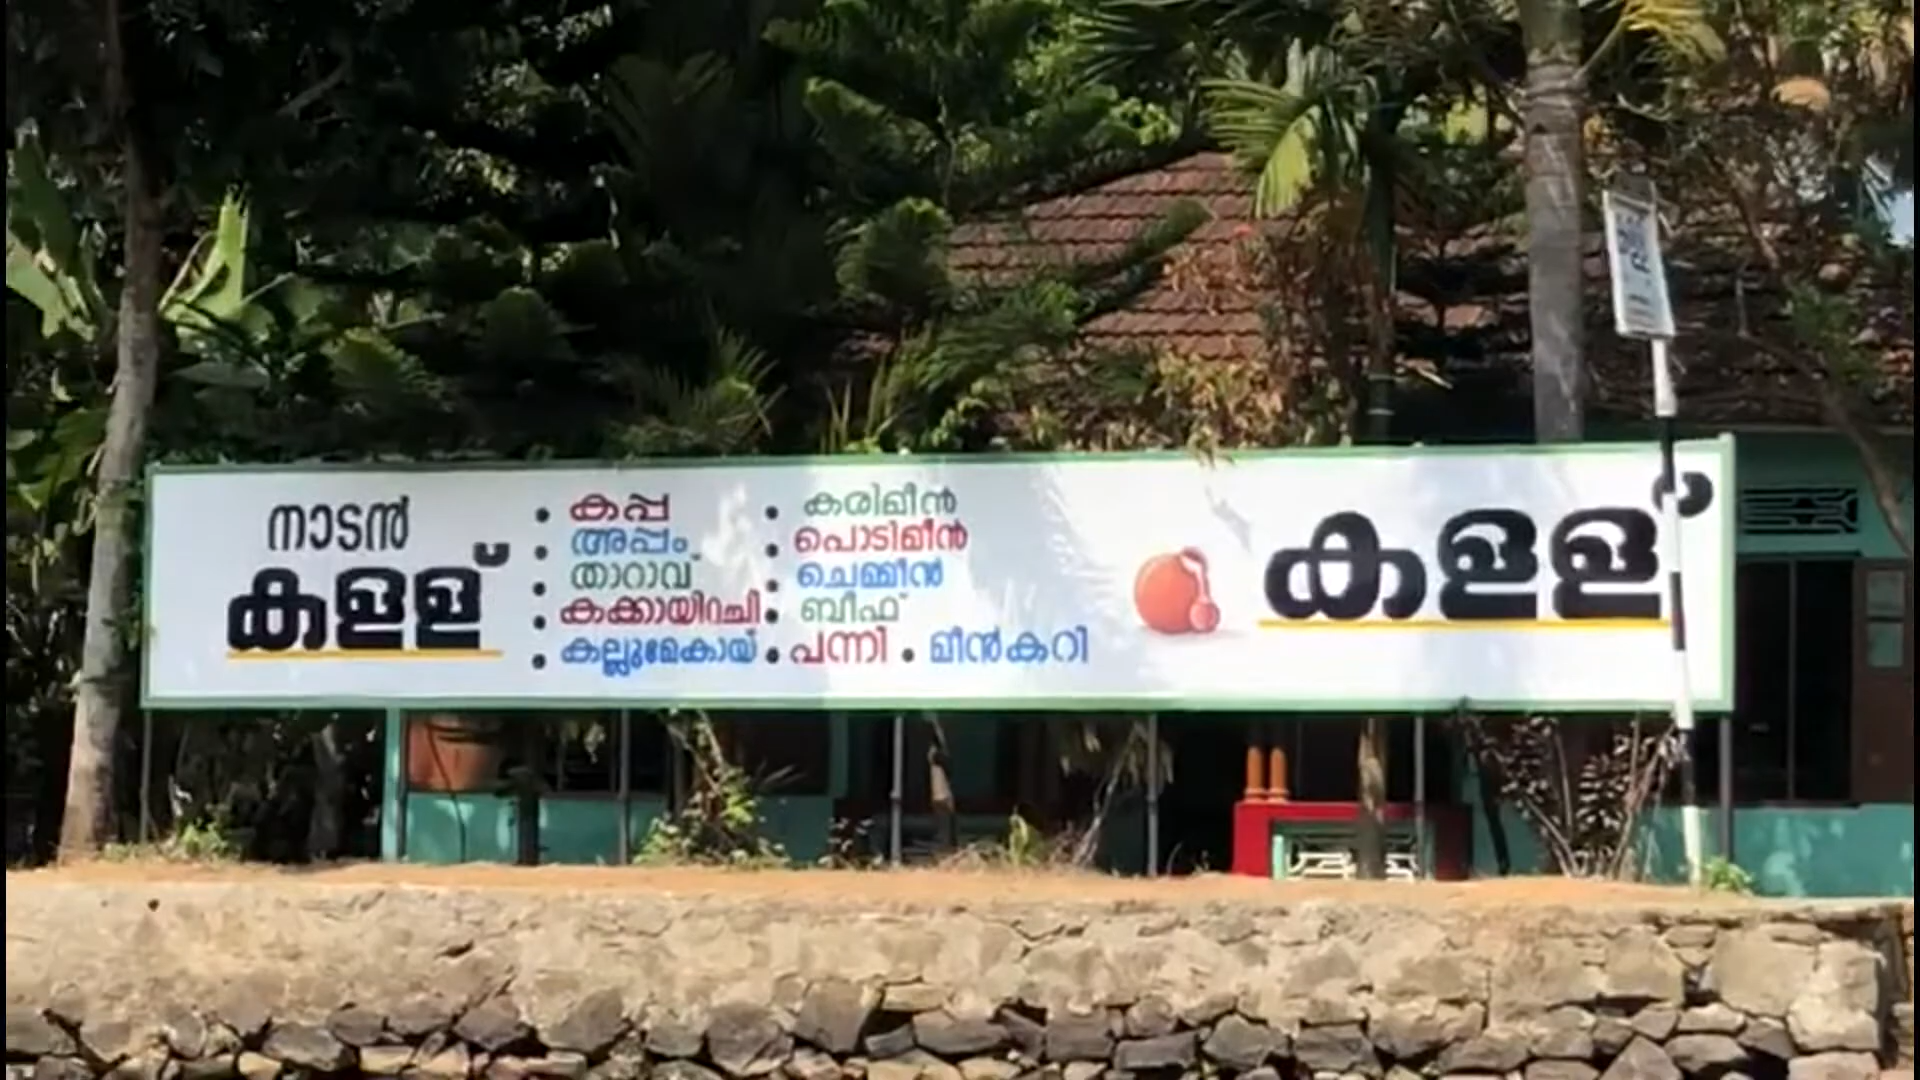 നാടൻ
കള്ള്
• കപ്പ
• അപ്പം
• താറാവ്
• കക്കായിറചി
• കല്ലുമേകായ്
• കരിമീൻ
• പൊടിമീൻ
• ചെമ്മീൻ
• ബീഫ്
• പന്നി • മീൻകറി
കള്ള്